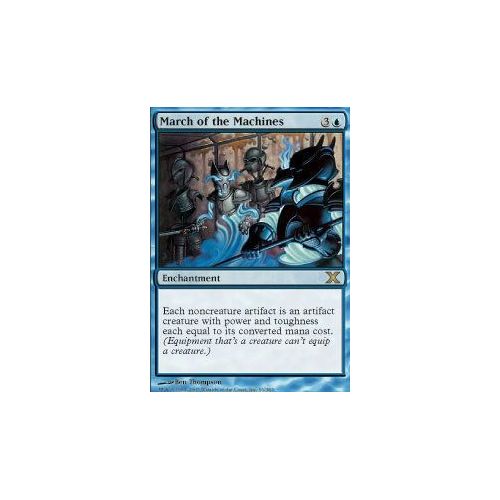 March of the Machines 3
Enchantment X
Each noncreature artifact is an artifact
creature with power and toughness
each equal to its converted mana cost.
(Equipment that's a creature can't equip
a creature.)
Ben Thompson